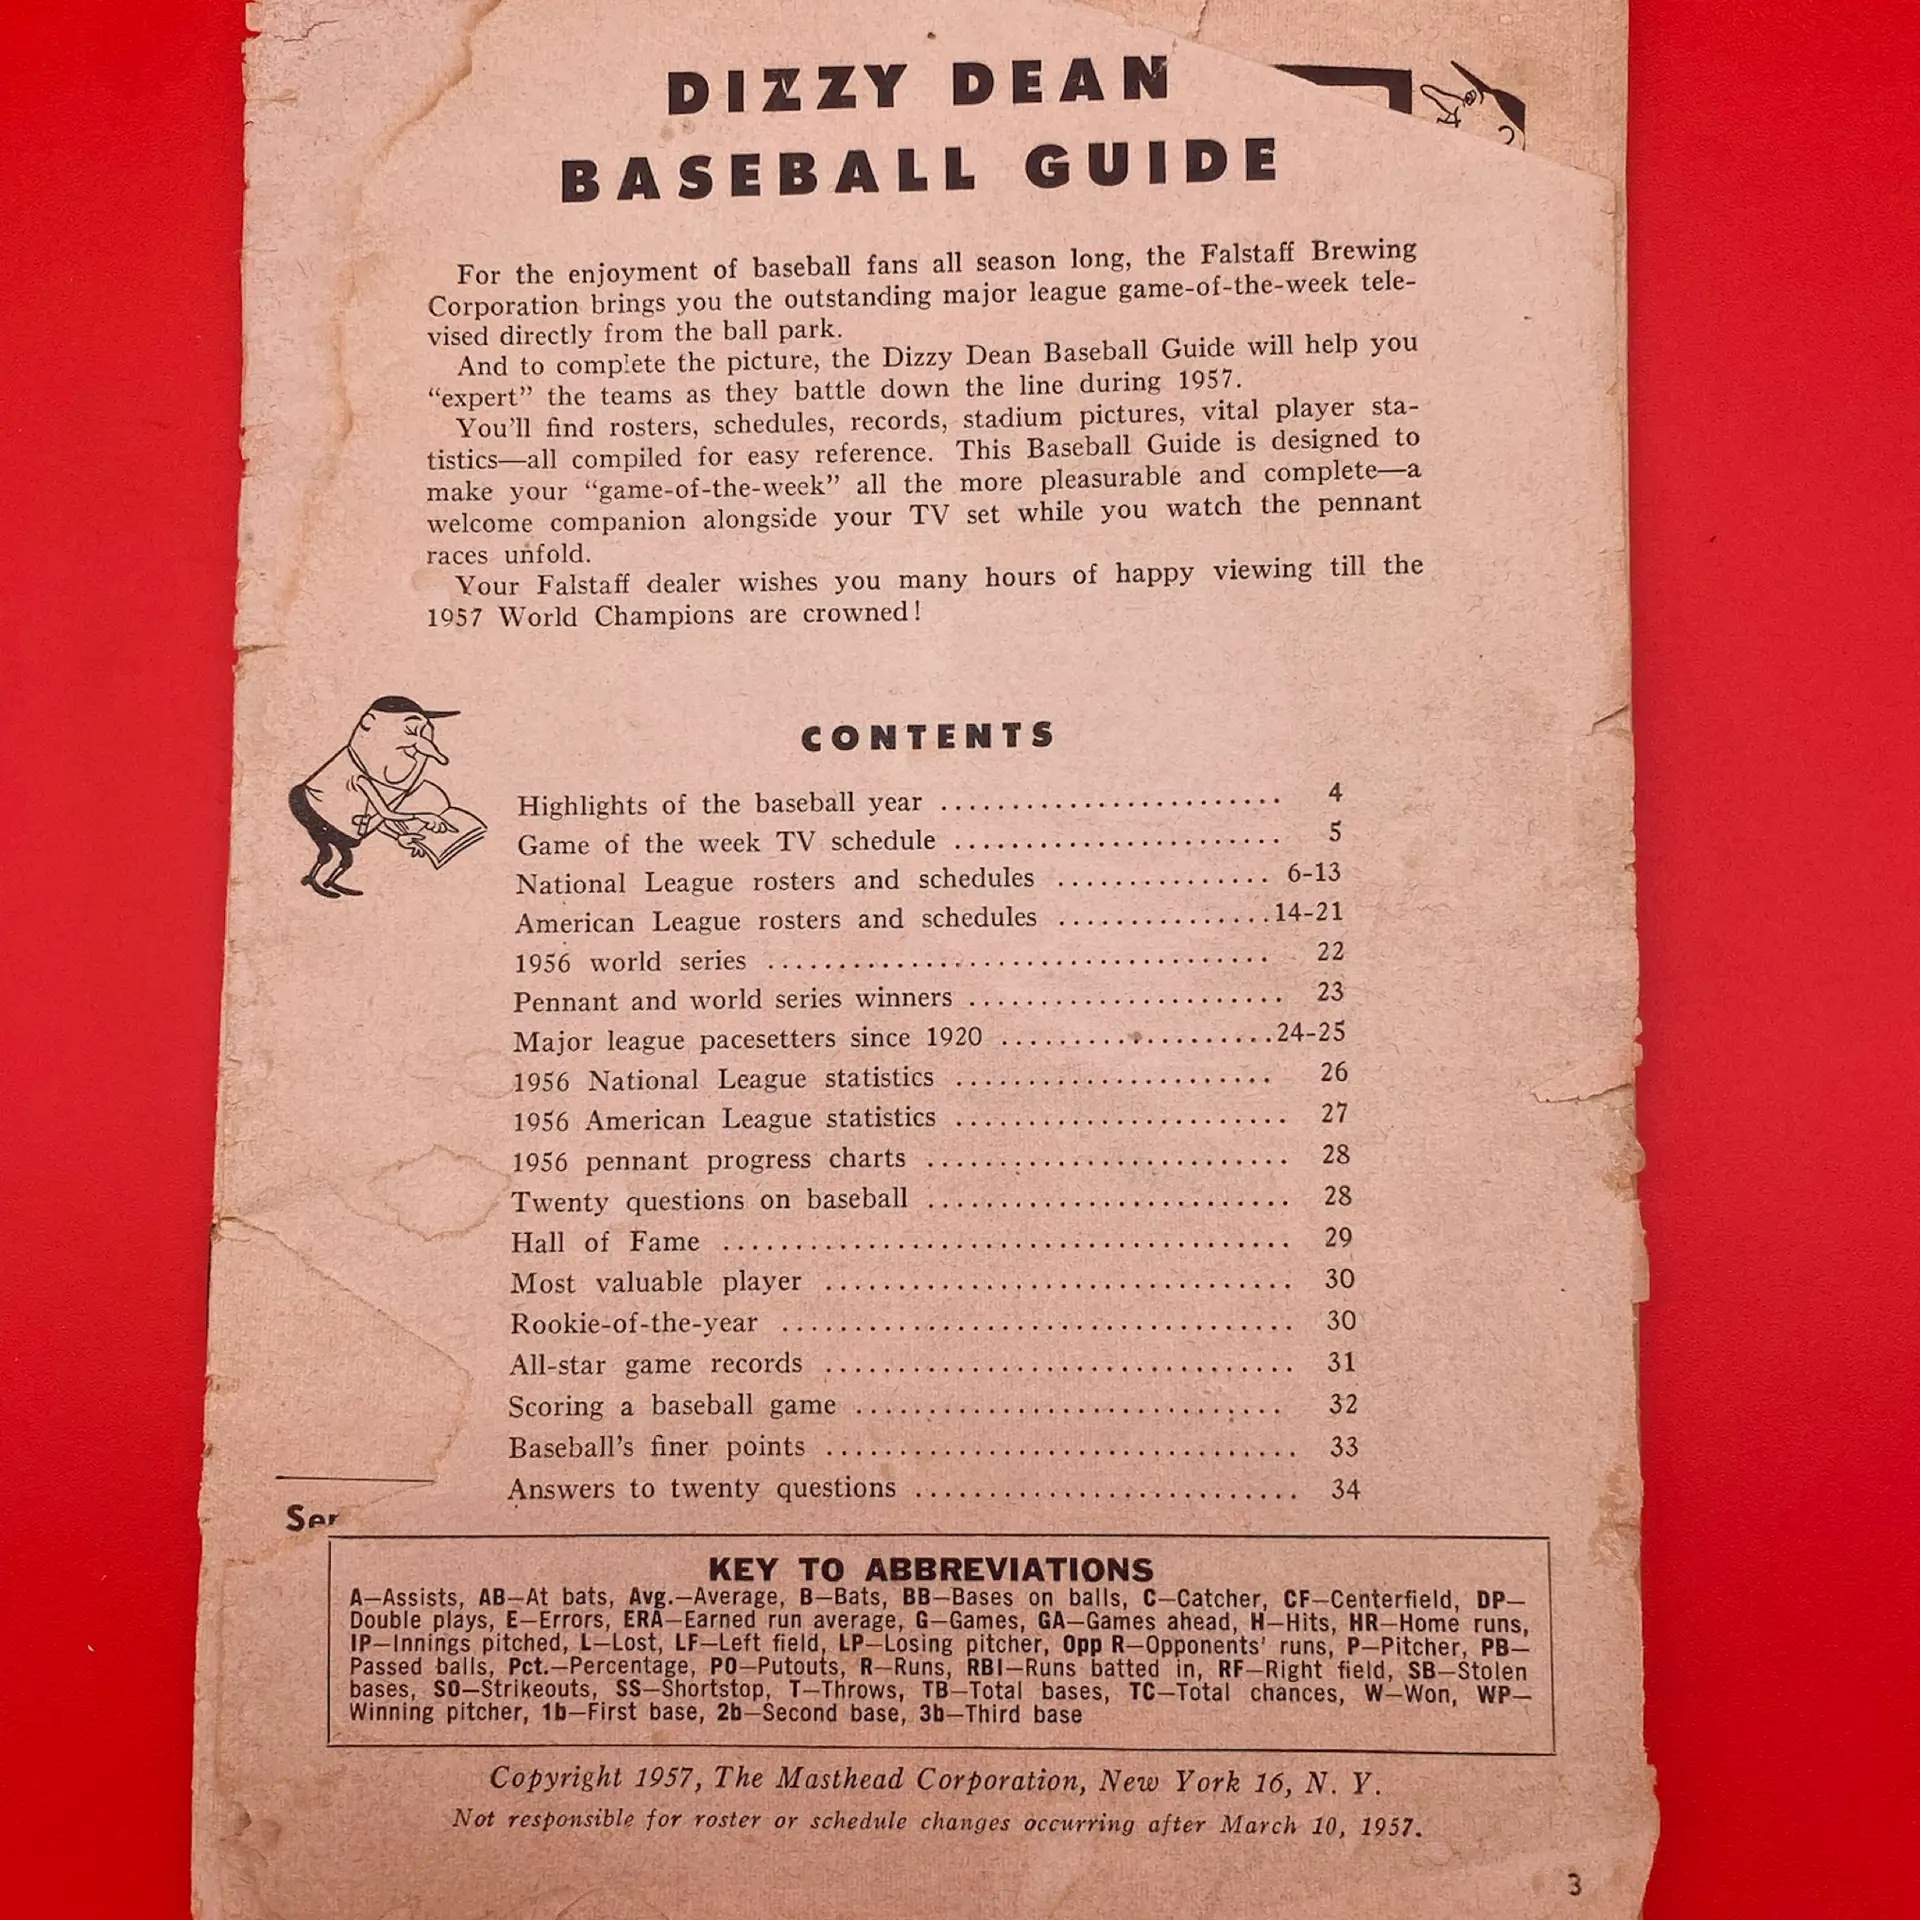 DIZZY DEAN
BASEBALL GUIDE
For the enjoyment of baseball fans all season long, the Falstaff Brewing
Corporation brings you the outstanding major league game-of-the-week tele-
vised directly from the ball park.
And to complete the picture, the Dizzy Dean Baseball Guide will help you
“expert” the teams as they battle down the line during 1957.
You'll find rosters, schedules, records, stadium pictures, vital player sta-
tistics—all compiled for easy reference. This Baseball Guide is designed to
make your “game-of-the-week” all the more pleasurable and complete—a
welcome companion alongside your TV set while you watch the pennant
races unfold.
Your Falstaff dealer wishes you many hours of happy viewing till the
1957 World Champions are crowned!
CONTENTS
Highlights of the baseball year ........................ 4
Game of the week TV schedule ....................... 5
National League rosters and schedules ............... 6-13
American League rosters and schedules ...............14-21
1956 world series ................................... 22
Pennant and world series winners ...................... 23
Major league pacesetters since 1920 ...................24-25
1956 National League statistics ...................... 26
1956 American League statistics ....................... 27
1956 pennant progress charts ......................... 28
Twenty questions on baseball ......................... 28
Hall of Fame ........................................ 29
Most valuable player ................................. 30
Rookie-of-the-year .................................... 30
All-star game records ................................. 31
Scoring a baseball game .............................. 32
Baseball's finer points ................................. 33
Answers to twenty questions ........................... 34
Ser
KEY TO ABBREVIATIONS
A—Assists, AB—At bats, Avg.—Average, B—Bats, BB—Bases on balls, C—Catcher, CF—Centerfield, DP—
Double plays, E—Errors, ERA—Earned run average, G—Games, GA—Games ahead, H—Hits, HR—Home runs,
IP—Innings pitched, L—Lost, LF—Left field, LP—Losing pitcher, Opp R—Opponents' runs, P—Pitcher, PB—
Passed balls, Pct.—Percentage, PO—Putouts, R—Runs, RBI—Runs batted in, RF—Right field, SB—Stolen
bases, SO—Strikeouts, SS—Shortstop, T—Throws, TB—Total bases, TC—Total chances, W—Won, WP—
Winning pitcher, 1b—First base, 2b—Second base, 3b—Third base
Copyright 1957, The Masthead Corporation, New York 16, N. Y.
Not responsible for roster or schedule changes occurring after March 10, 1957.
3